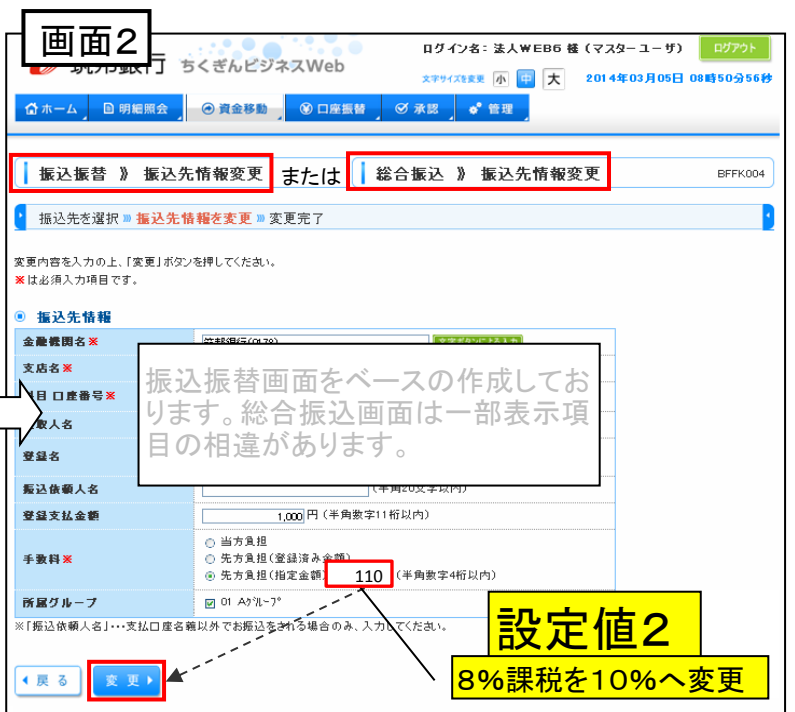 画面2
ちくぎんビジネスWeb
ログイン名：法人WEB6 様 (マスターユーザ)
ログアウト
文字サイズを変更 小 中 大
2014年03月05日 08時50分56秒
ホーム 明細照会 資金移動 口座振替 承認 管理
振込振替 》 振込先情報変更
または
総合振込 》 振込先情報変更
BFFK004
振込先を選択 》 振込先情報を変更 》 変更完了
変更内容を入力の上、「変更」ボタンを押してください。
※は必須入力項目です。
振込先情報
金融機関名※
支店名※
目 口座番号※
取人名
登録名
振込振替画面をベースの作成してお
ります。総合振込画面は一部表示項
目の相違があります。
振込依頼人名
(半角20文字以内)
登録支払金額
1,000 円 (半角数字11桁以内)
手数料※
当方負担
先方負担(登録済み金額)
先方負担(指定金額) 110 (半角数字4桁以内)
所属グループ
01 Aｸﾞﾙｰﾌﾟ
※「振込依頼人名」・・・支払口座名義以外でお振込をされる場合のみ、入力してください。
設定値2
8%課税を10%へ変更
戻る
変更